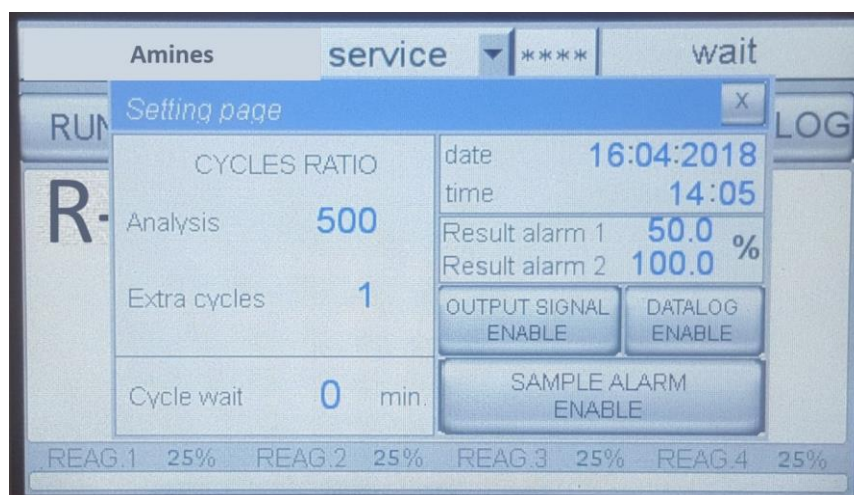 Amines service **** wait
Setting page X
RUN LOG
R-
CYCLES RATIO
Analysis 500
Extra cycles 1
Cycle wait 0 min.
date 16:04:2018
time 14:05
Result alarm 1 50.0 %
Result alarm 2 100.0
OUTPUT SIGNAL ENABLE
DATALOG ENABLE
SAMPLE ALARM ENABLE
REAG.1 25% REAG.2 25% REAG.3 25% REAG.4 25%